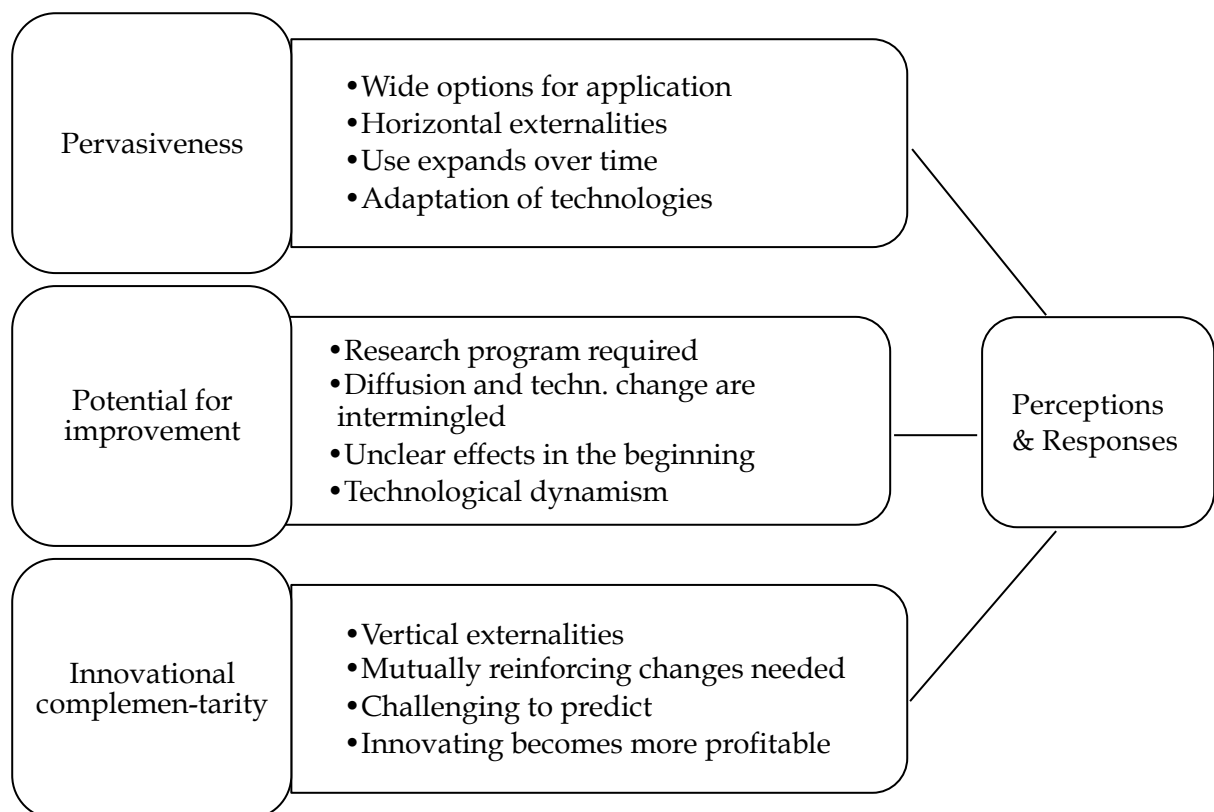 Pervasiveness
•Wide options for application
•Horizontal externalities
•Use expands over time
•Adaptation of technologies
Potential for
improvement
•Research program required
•Diffusion and techn. change are
intermingled
•Unclear effects in the beginning
•Technological dynamism
Innovational
complemen-tarity
•Vertical externalities
•Mutually reinforcing changes needed
•Challenging to predict
•Innovating becomes more profitable
Perceptions
& Responses